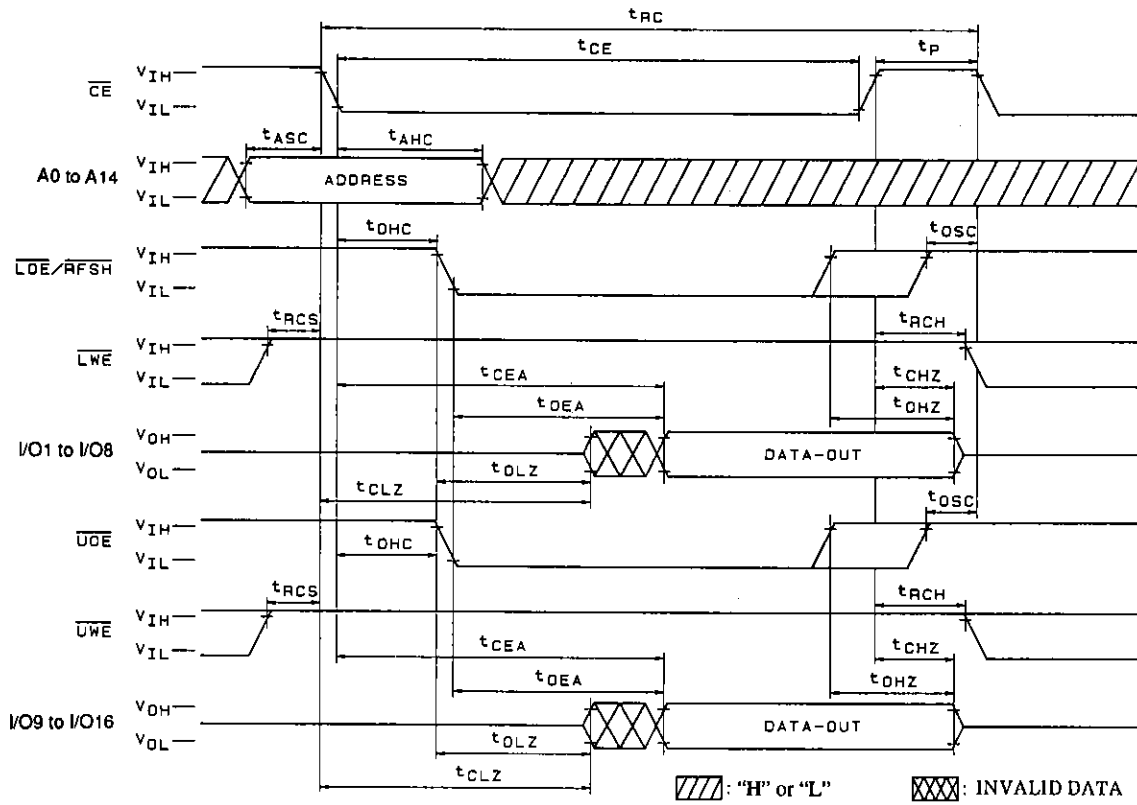 tRC
tCE
tP
CE
VIH
VIL
tASC
tAHC
A0 to A14
VIH
VIL
ADDRESS
tOHC
tOSC
LOE/RFSH
VIH
VIL
tRCS
tRCH
LWE
VIH
VIL
tCEA
tCHZ
tOEA
tOHZ
I/O1 to I/O8
VOH
VOL
DATA-OUT
tOLZ
tCLZ
tOSC
UOE
VIH
VIL
tOHC
tRCS
tRCH
UWE
VIH
VIL
tCEA
tCHZ
tOEA
tOHZ
I/O9 to I/O16
VOH
VOL
DATA-OUT
tOLZ
tCLZ
: "H" or "L"
: INVALID DATA